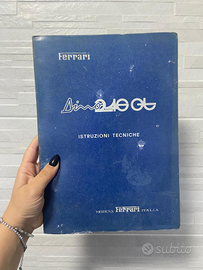 Ferrari
Dino 246 GT
ISTRUZIONI TECNICHE
MODENA Ferrari ITALIA
subito